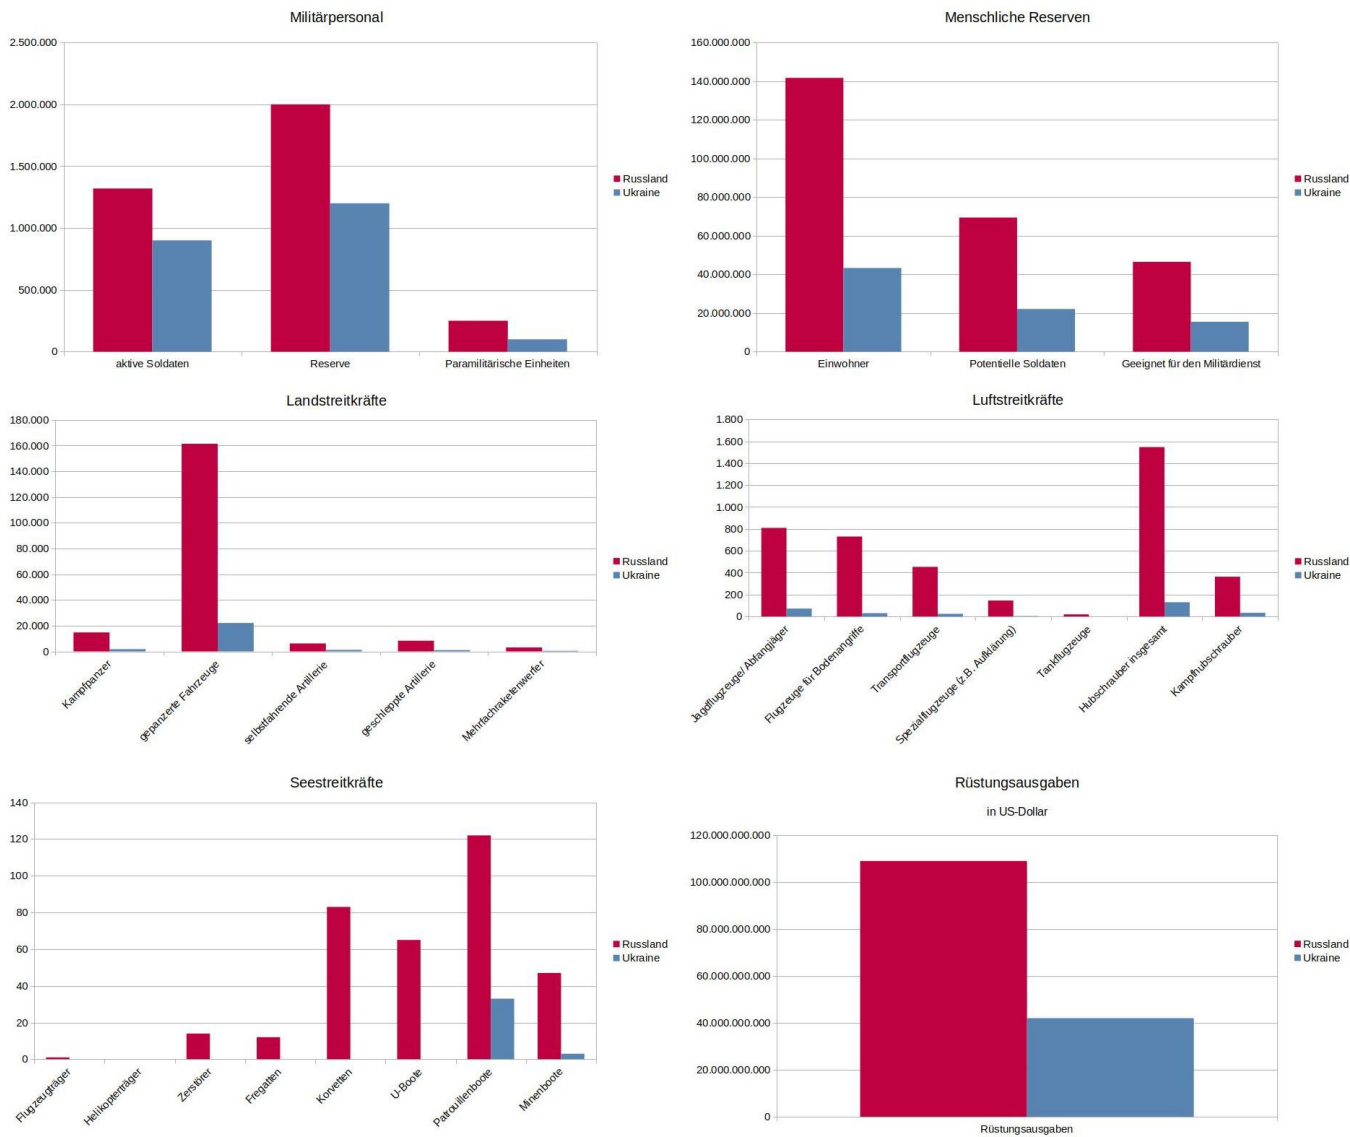 Militärpersonal
2.500.000
2.000.000
1.500.000
1.000.000
500.000
0
aktive Soldaten
Reserve
Paramilitärische Einheiten
Russland
Ukraine
Menschliche Reserven
160.000.000
140.000.000
120.000.000
100.000.000
80.000.000
60.000.000
40.000.000
20.000.000
0
Einwohner
Potentielle Soldaten
Geeignet für den Militärdienst
Russland
Ukraine
Landstreitkräfte
180.000
160.000
140.000
120.000
100.000
80.000
60.000
40.000
20.000
0
Kampfpanzer
gepanzerte Fahrzeuge
selbstfahrende Artillerie
geschleppte Artillerie
Mehrfachraketenwerfer
Russland
Ukraine
Luftstreitkräfte
1.800
1.600
1.400
1.200
1.000
800
600
400
200
0
Jagdflugzeuge/ Abfangjäger
Flugzeuge für Bodenangriffe
Transportflugzeuge
Spezialflugzeuge (z.B. Aufklärung)
Tankflugzeuge
Hubschrauber insgesamt
Kampfhubschrauber
Russland
Ukraine
Seestreitkräfte
140
120
100
80
60
40
20
0
Flugzeugträger
Helikopterträger
Zerstörer
Fregatten
Korvetten
U-Boote
Patrouillenboote
Minenboote
Russland
Ukraine
Rüstungsausgaben
in US-Dollar
120.000.000.000
100.000.000.000
80.000.000.000
60.000.000.000
40.000.000.000
20.000.000.000
0
Rüstungsausgaben
Russland
Ukraine